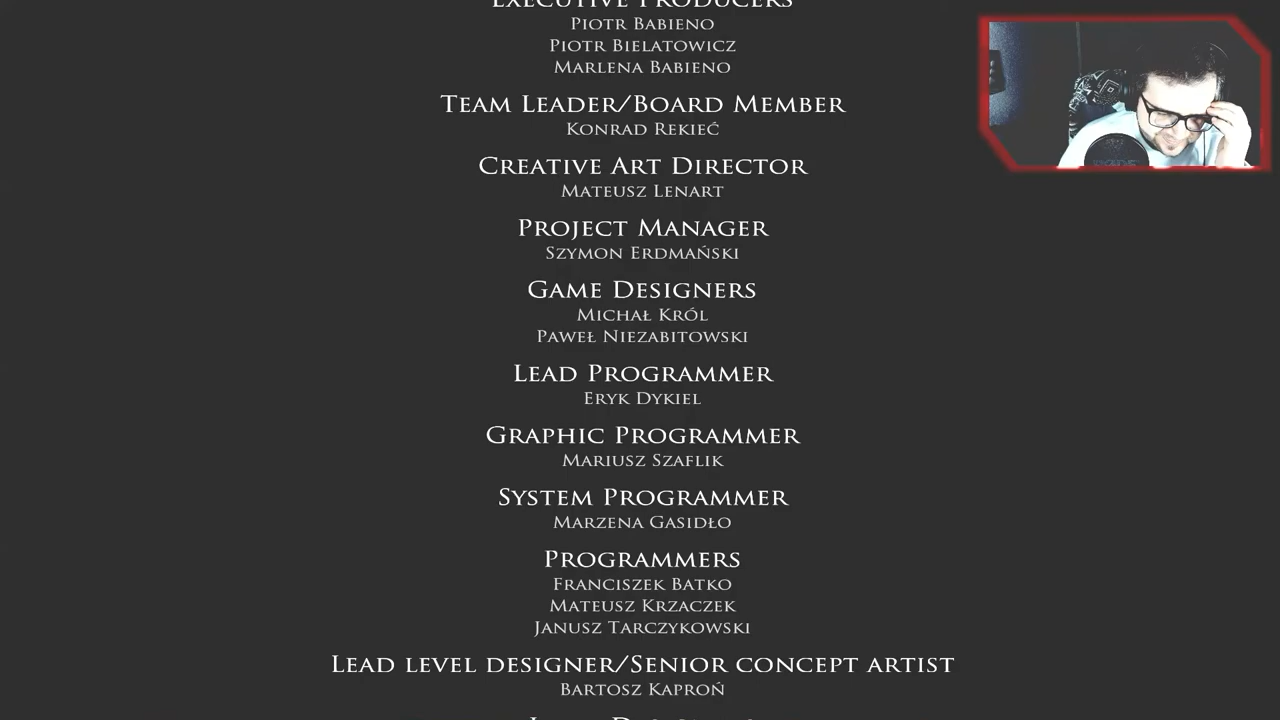 Executive Producers
Piotr Babieno
Piotr Bielatowicz
Marlena Babieno
Team Leader/Board Member
Konrad Rekieć
Creative Art Director
Mateusz Lenart
Project Manager
Szymon Erdmański
Game Designers
Michał Król
Paweł Niezabitowski
Lead Programmer
Eryk Dykiel
Graphic Programmer
Mariusz Szaflik
System Programmer
Marzena Gasidło
Programmers
Franciszek Batko
Mateusz Krzaczek
Janusz Tarczykowski
Lead level designer/Senior concept artist
Bartosz Kaproń